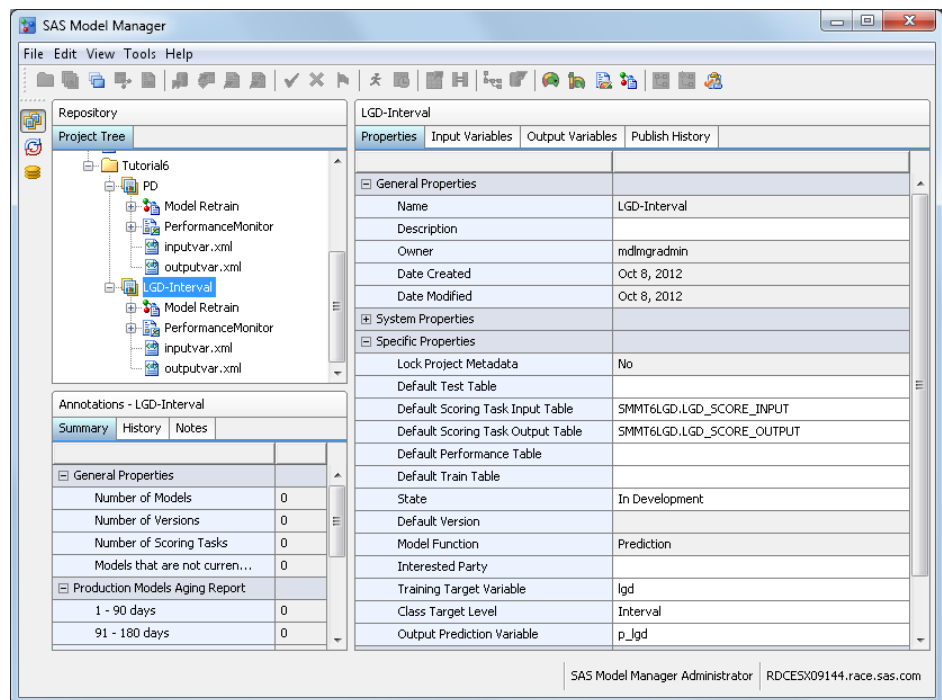 SAS Model Manager
File Edit View Tools Help
Repository
Project Tree
Tutorial6
PD
Model Retrain
PerformanceMonitor
inputvar.xml
outputvar.xml
LGD-Interval
Model Retrain
PerformanceMonitor
inputvar.xml
outputvar.xml
Annotations - LGD-Interval
Summary History Notes
General Properties
Number of Models 0
Number of Versions 0
Number of Scoring Tasks 0
Models that are not curren... 0
Production Models Aging Report
1 - 90 days 0
91 - 180 days 0
LGD-Interval
Properties Input Variables Output Variables Publish History
General Properties
Name LGD-Interval
Description
Owner mdlmgradmin
Date Created Oct 8, 2012
Date Modified Oct 8, 2012
System Properties
Specific Properties
Lock Project Metadata No
Default Test Table
Default Scoring Task Input Table SMMT6LGD.LGD_SCORE_INPUT
Default Scoring Task Output Table SMMT6LGD.LGD_SCORE_OUTPUT
Default Performance Table
Default Train Table
State In Development
Default Version
Model Function Prediction
Interested Party
Training Target Variable lgd
Class Target Level Interval
Output Prediction Variable p_lgd
SAS Model Manager Administrator RDCESX09144.race.sas.com